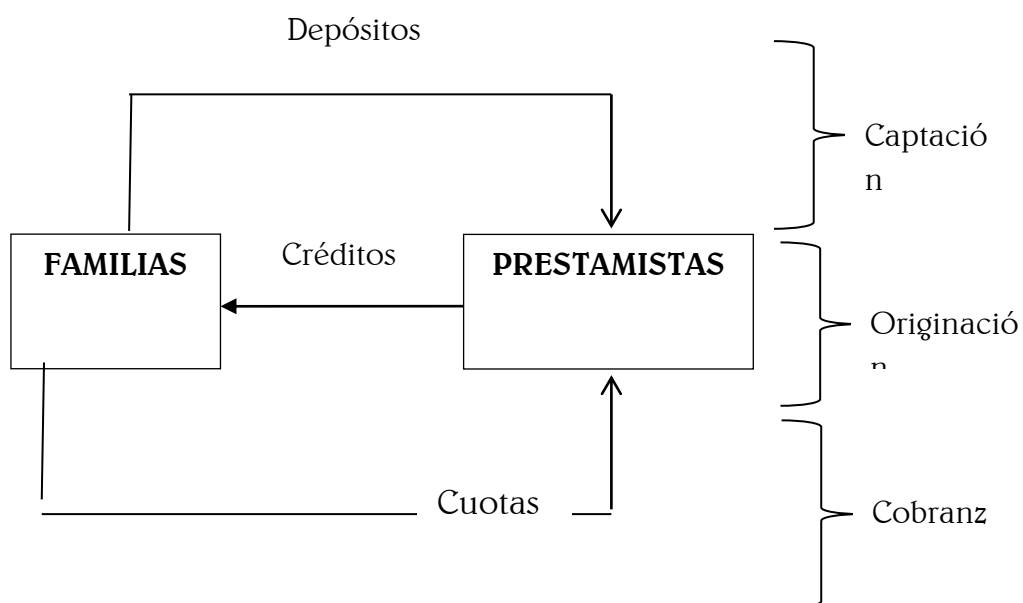 Depósitos
Captació
n
FAMILIAS
Créditos
PRESTAMISTAS
Originació
n
Cuotas
Cobranz